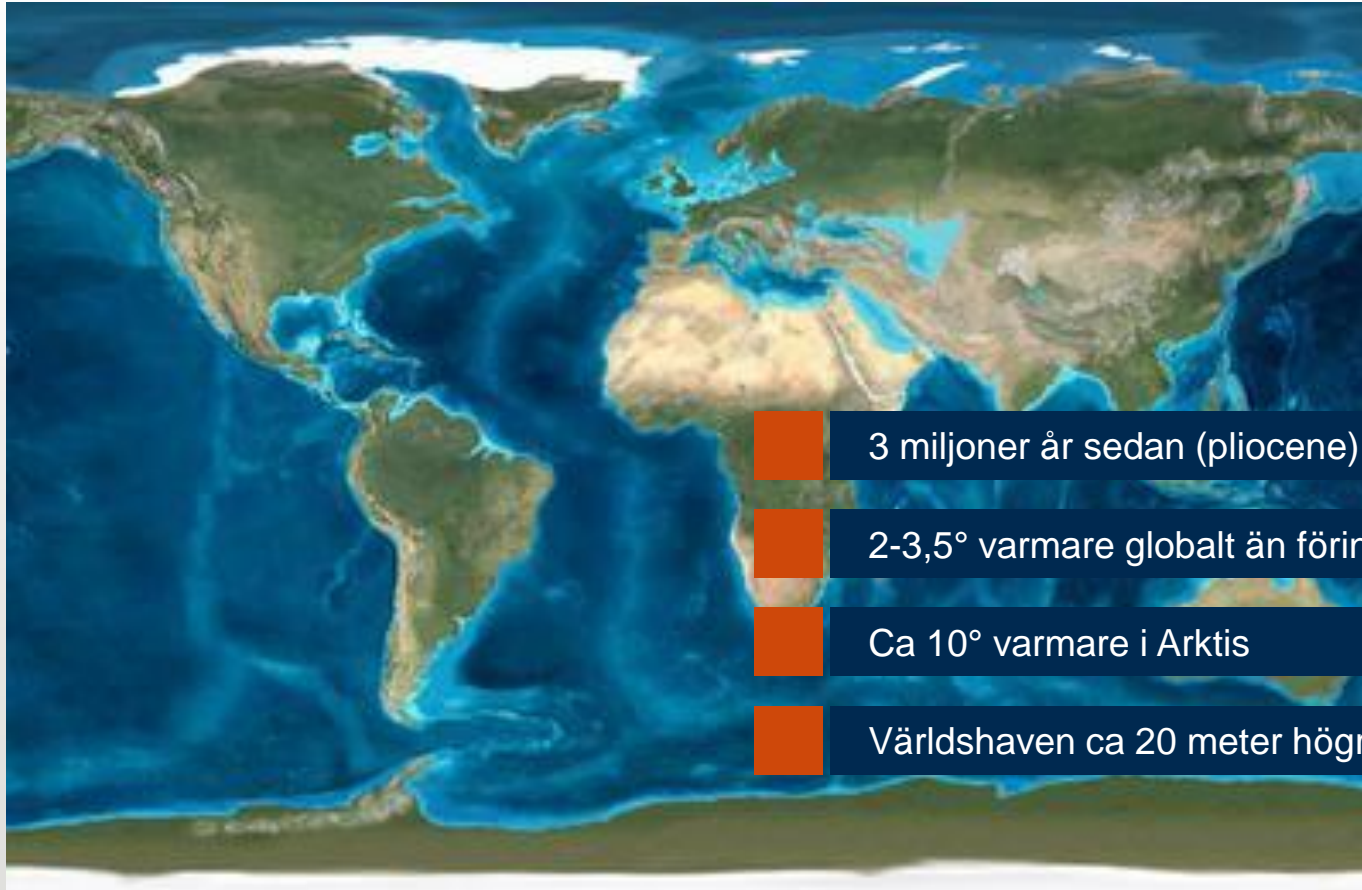 3 miljoner år sedan (pliocene)
2-3,5° varmare globalt än
Ca 10° varmare i Arktis
Världshaven ca 20 meter